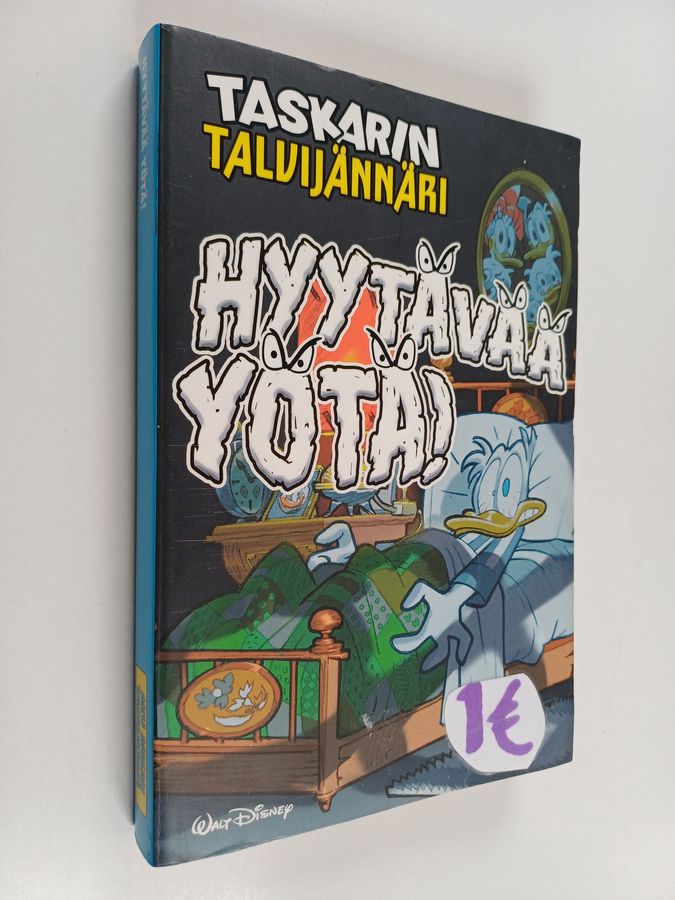 TASKARIN
TALVIJÄNNÄRI
HYYTÄVÄÄ
YÖTÄ!
1€
WALT DISNEY
HYYTÄVÄÄ YÖTÄ!